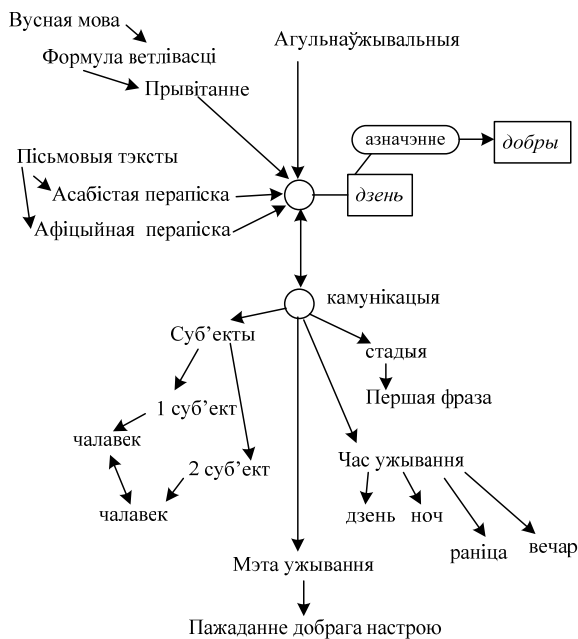 Вусная мова
Агульнаўжывальныя
Формула ветлівасці
Прывітанне
азначэнне
добры
Пісьмовыя тэксты
Асабістая перапіска
дзень
Афіцыйная перапіска
камунікацыя
Суб’екты
стадыя
Першая фраза
1 суб’ект
чалавек
Час ужывання
2 суб’ект
чалавек
дзень
ноч
раніца
вечар
Мэта ужывання
Пажаданне добрага настрою